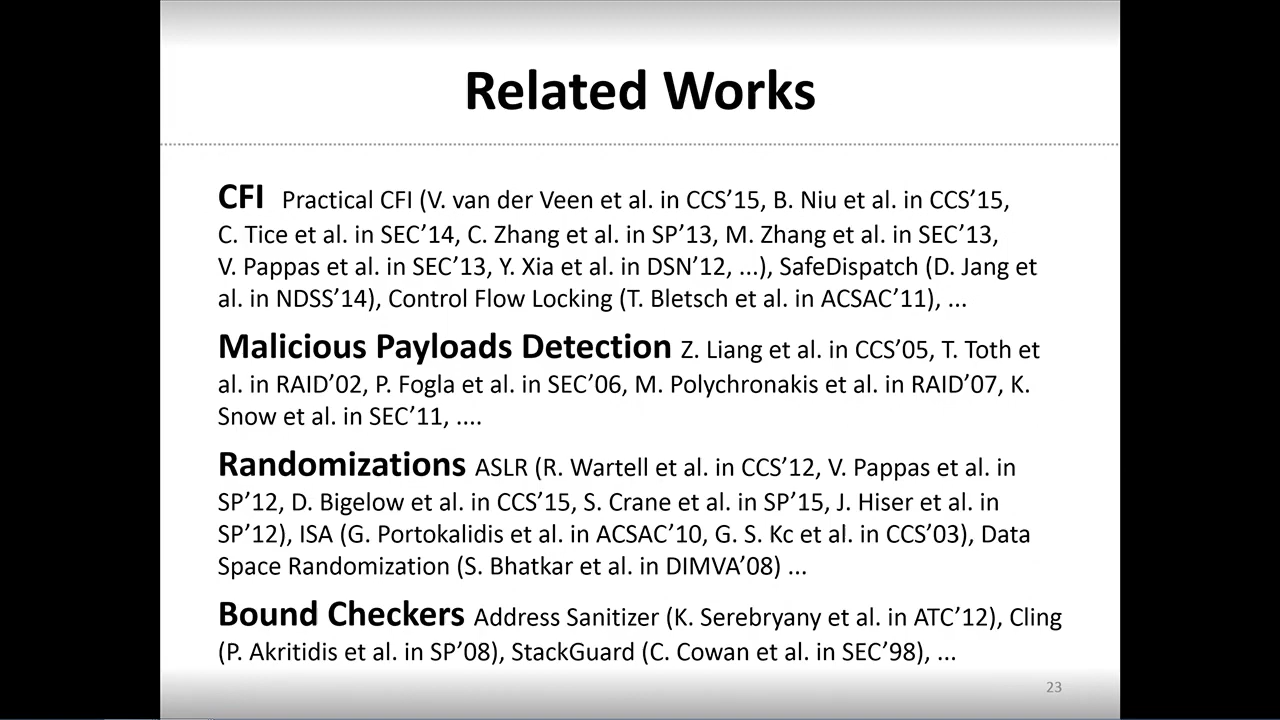 Related Works
CFI Practical CFI (V. van der Veen et al. in CCS’15, B. Niu et al. in CCS’15,
C. Tice et al. in SEC’14, C. Zhang et al. in SP’13, M. Zhang et al. in SEC’13,
V. Pappas et al. in SEC’13, Y. Xia et al. in DSN’12, ...), SafeDispatch (D. Jang et
al. in NDSS’14), Control Flow Locking (T. Bletsch et al. in ACSAC’11), ...
Malicious Payloads Detection Z. Liang et al. in CCS’05, T. Toth et
al. in RAID’02, P. Fogla et al. in SEC’06, M. Polychronakis et al. in RAID’07, K.
Snow et al. in SEC’11, ....
Randomizations ASLR (R. Wartell et al. in CCS’12, V. Pappas et al. in
SP’12, D. Bigelow et al. in CCS’15, S. Crane et al. in SP’15, J. Hiser et al. in
SP’12), ISA (G. Portokalidis et al. in ACSAC’10, G. S. Kc et al. in CCS’03), Data
Space Randomization (S. Bhatkar et al. in DIMVA’08) ...
Bound Checkers Address Sanitizer (K. Serebryany et al. in ATC’12), Cling
(P. Akritidis et al. in SP’08), StackGuard (C. Cowan et al. in SEC’98), ...
23